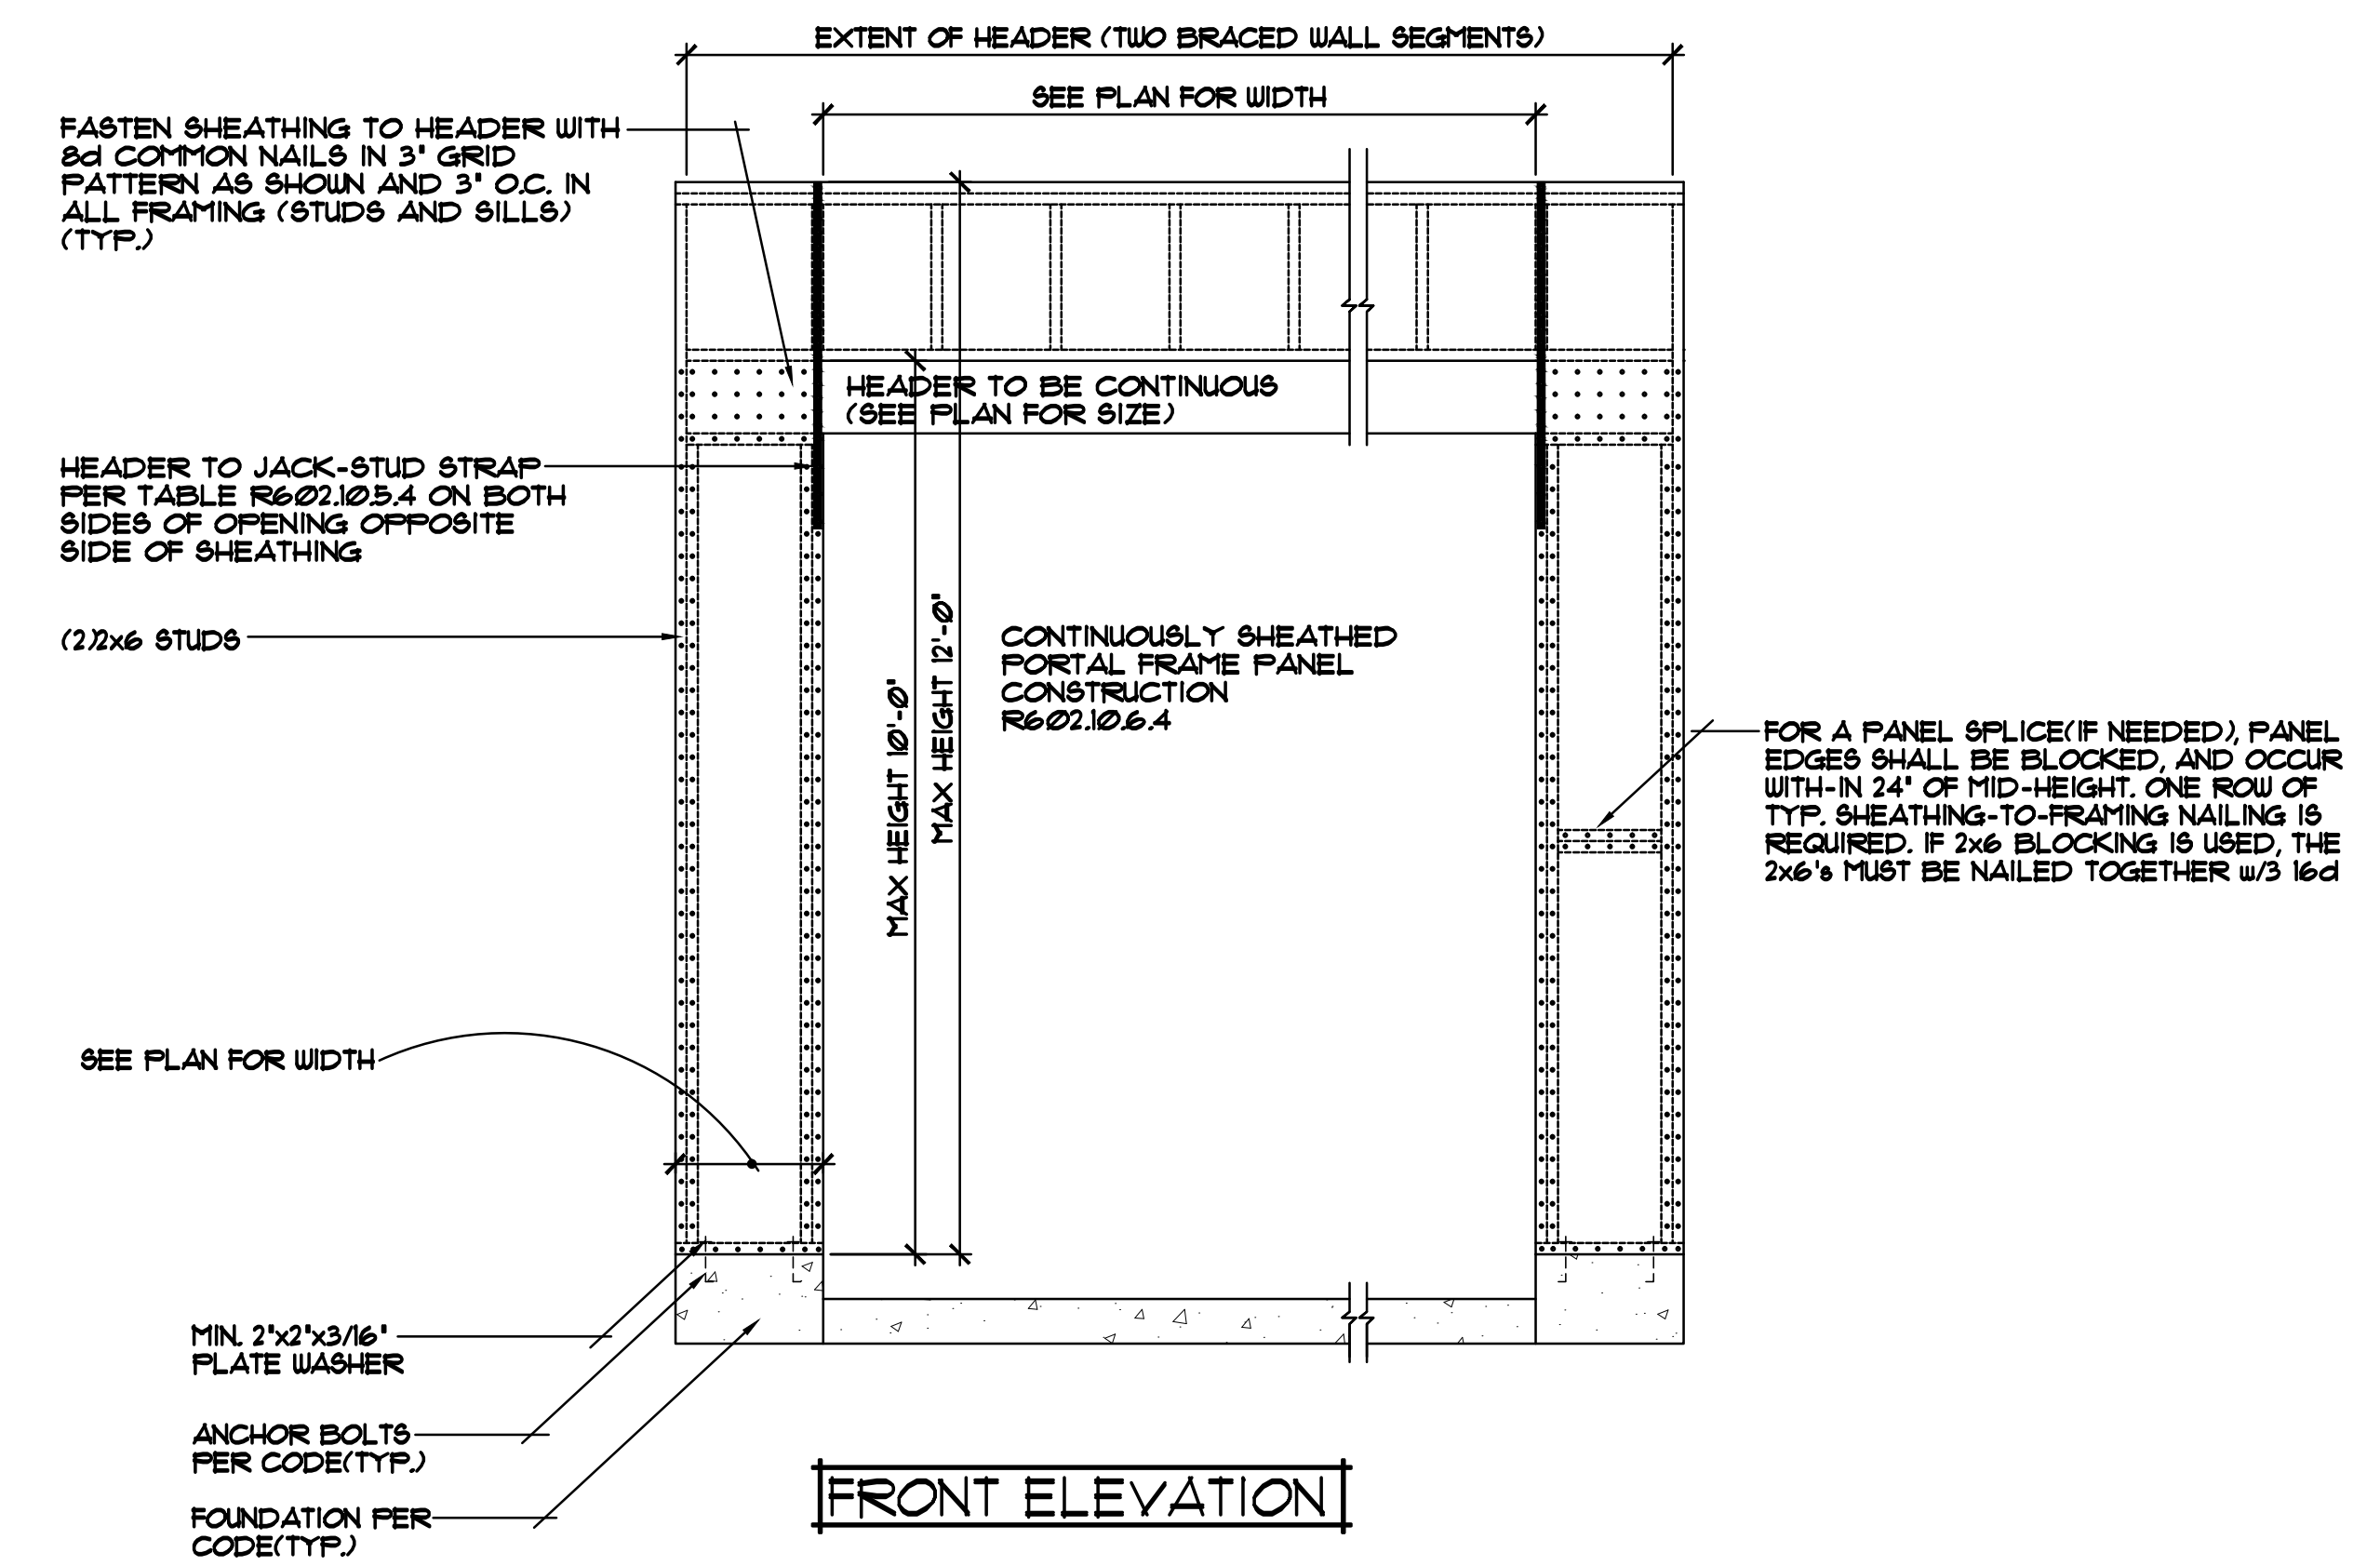 EXTENT OF HEADER (TWO BRACED WALL SEGMENTS)
SEE PLAN FOR WIDTH
FASTEN SHEATHING TO HEADER WITH
8d COMMON NAILS IN 3" GRID
PATTERN AS SHOWN AND 3" O.C. IN
ALL FRAMING (STUDS AND SILLS)
(TYP.)
HEADER TO BE CONTINUOUS
(SEE PLAN FOR SIZE)
HEADER TO JACK-STUD STRAP
PER TABLE R602.10.5.4 ON BOTH
SIDES OF OPENING OPPOSITE
SIDE OF SHEATHING
(2)2x6 STUDS
MAX HEIGHT 10'-0"
MAX HEIGHT 12'-0"
CONTINUOUSLY SHEATHED
PORTAL FRAME PANEL
CONSTRUCTION
R602.10.6.4
FOR A PANEL SPLICE(IF NEEDED), PANEL
EDGES SHALL BE BLOCKED, AND OCCUR
WITH-IN 24" OF MID-HEIGHT. ONE ROW OF
TYP. SHEATHING-TO-FRAMING NAILING IS
REQUIRED. IF 2x6 BLOCKING IS USED, THE
2x6's MUST BE NAILED TOGETHER w/3 16d
SEE PLAN FOR WIDTH
MIN. 2"x2"x3/16"
PLATE WASHER
ANCHOR BOLTS
PER CODE(TYP.)
FOUNDATION PER
CODE(TYP.)
FRONT ELEVATION